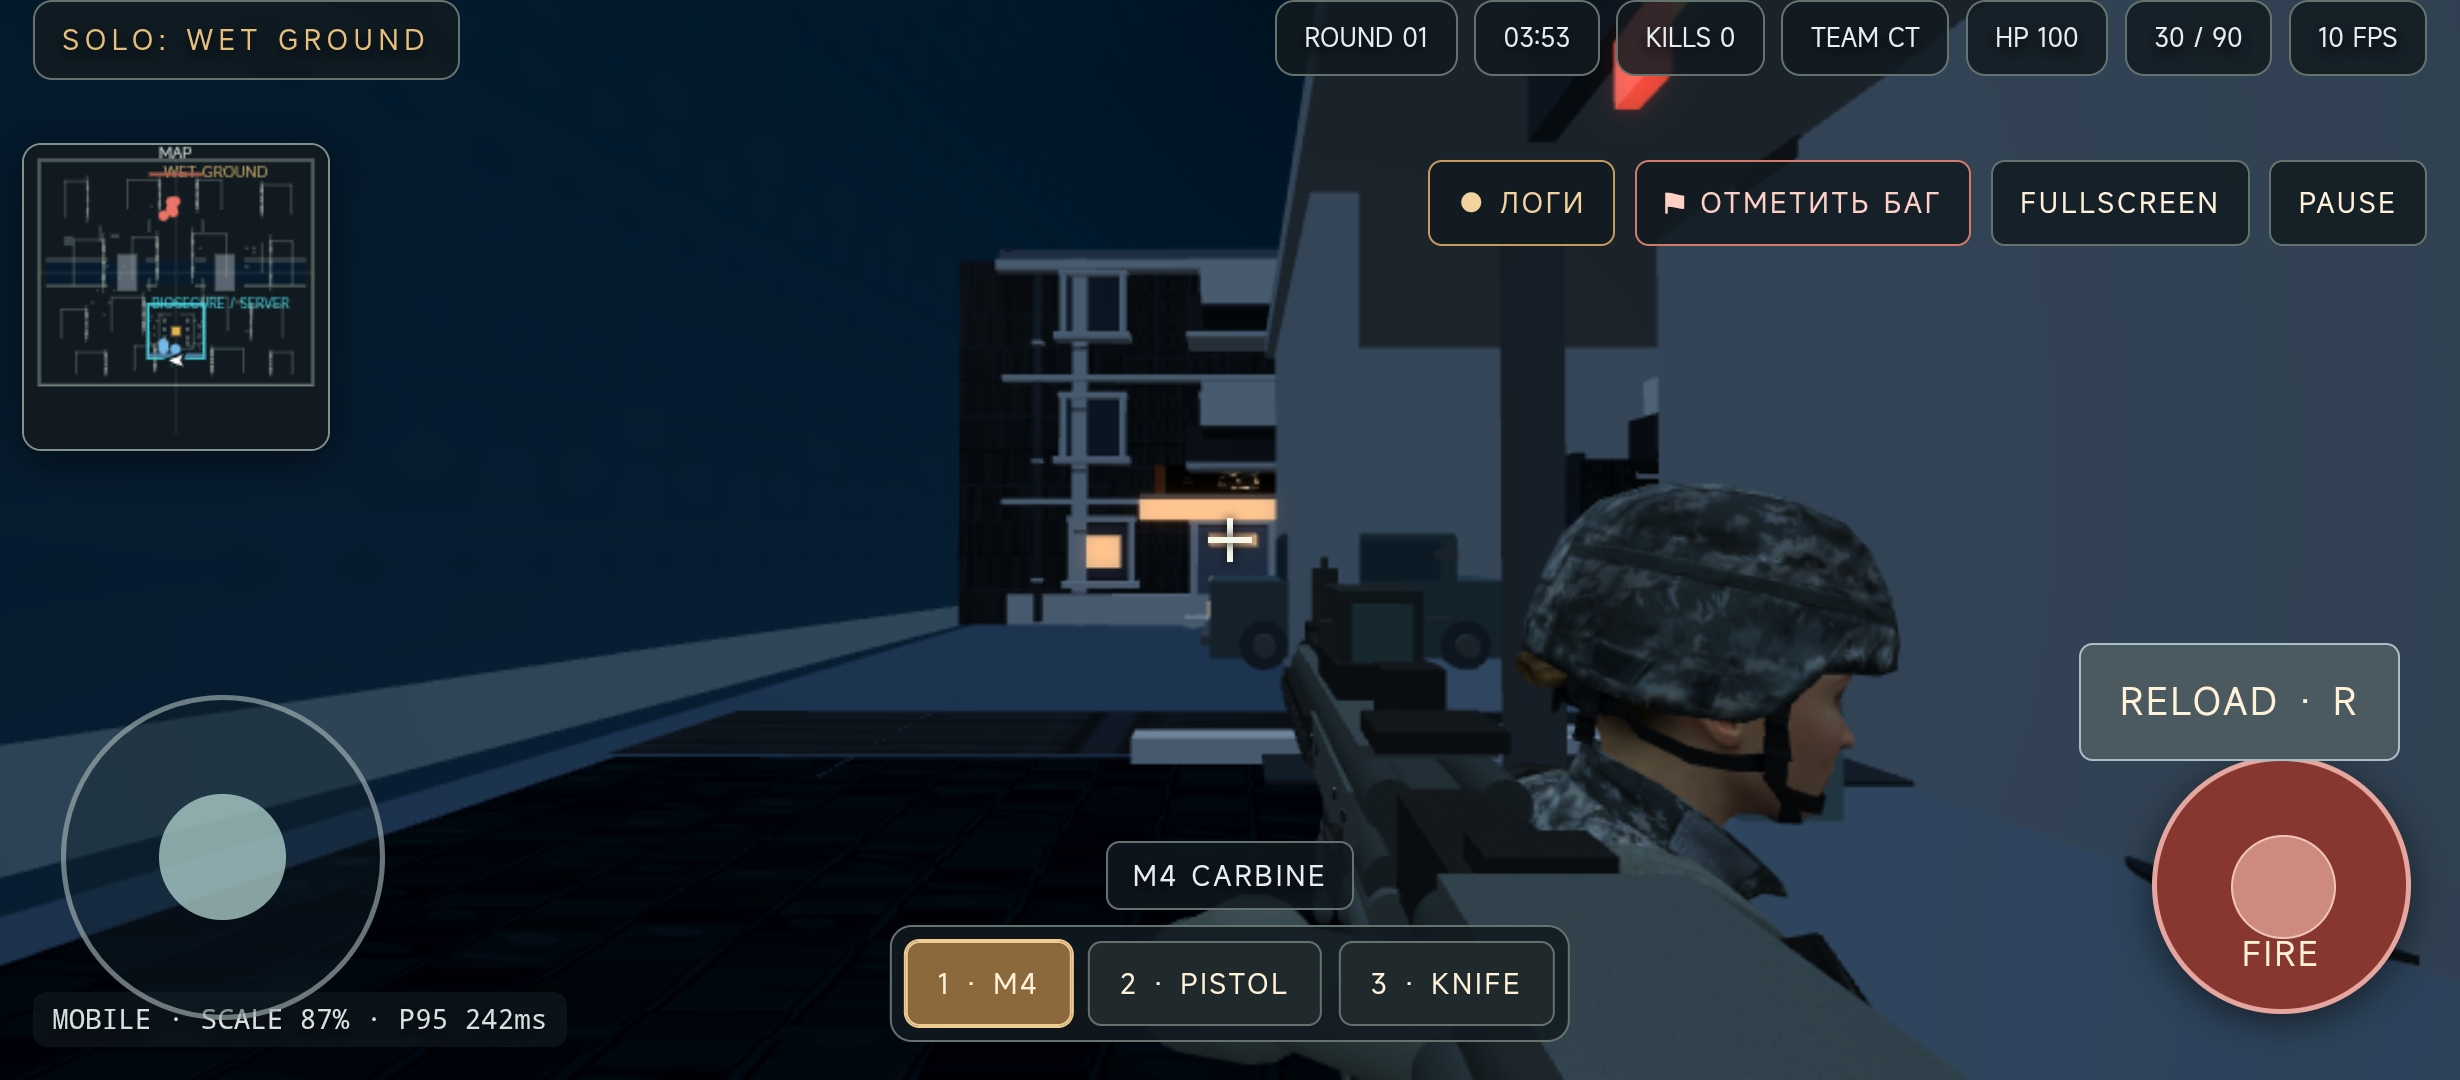 SOLO: WET GROUND
ROUND 01
03:53
KILLS 0
TEAM CT
HP 100
30 / 90
10 FPS
MAP
WET GROUND
BIOSECURE / SERVER
ЛОГИ
ОТМЕТИТЬ БАГ
FULLSCREEN
PAUSE
RELOAD · R
FIRE
M4 CARBINE
1 · M4
2 · PISTOL
3 · KNIFE
MOBILE · SCALE 87% · P95 242ms